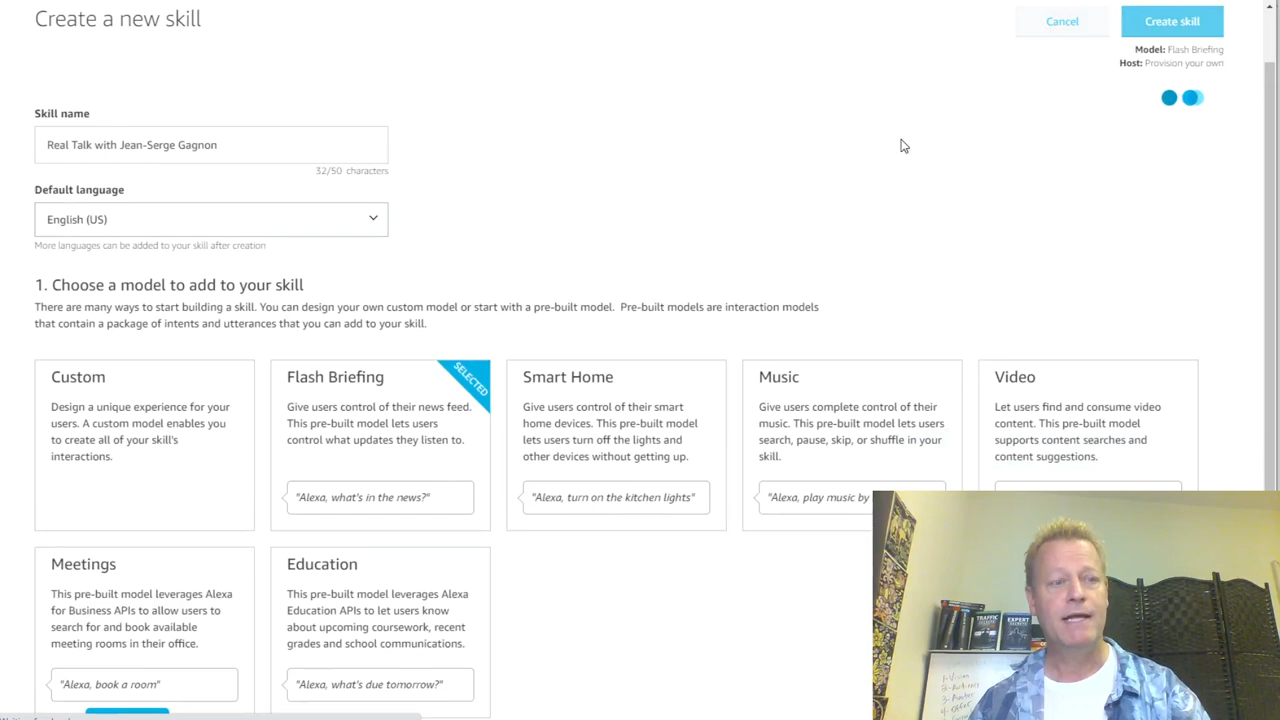 Create a new skill
Cancel
Create skill
Model: Flash Briefing
Host: Provision your own
Skill name
Real Talk with Jean-Serge Gagnon
32/50 characters
Default language
English (US)
More languages can be added to your skill after creation
1. Choose a model to add to your skill
There are many ways to start building a skill. You can design your own custom model or start with a pre-built model. Pre-built models are interaction models
that contain a package of intents and utterances that you can add to your skill.
Custom
Design a unique experience for your
users. A custom model enables you
to create all of your skill's
interactions.
Flash Briefing
SELECTED
Give users control of their news feed.
This pre-built model lets users
control what updates they listen to.
"Alexa, what's in the news?"
Smart Home
Give users control of their smart
home devices. This pre-built model
lets users turn off the lights and
other devices without getting up.
"Alexa, turn on the kitchen lights"
Music
Give users complete control of their
music. This pre-built model lets users
search, pause, skip, or shuffle in your
skill.
"Alexa, play music by
Video
Let users find and consume video
content. This pre-built model
supports content searches and
content suggestions.
Meetings
This pre-built model leverages Alexa
for Business APIs to allow users to
search for and book available
meeting rooms in their office.
"Alexa, book a room"
Education
This pre-built model leverages Alexa
Education APIs to let users know
about upcoming coursework, recent
grades and school communications.
"Alexa, what's due tomorrow?"
TRAFFIC
SECRETS
EXPERT
SECRETS